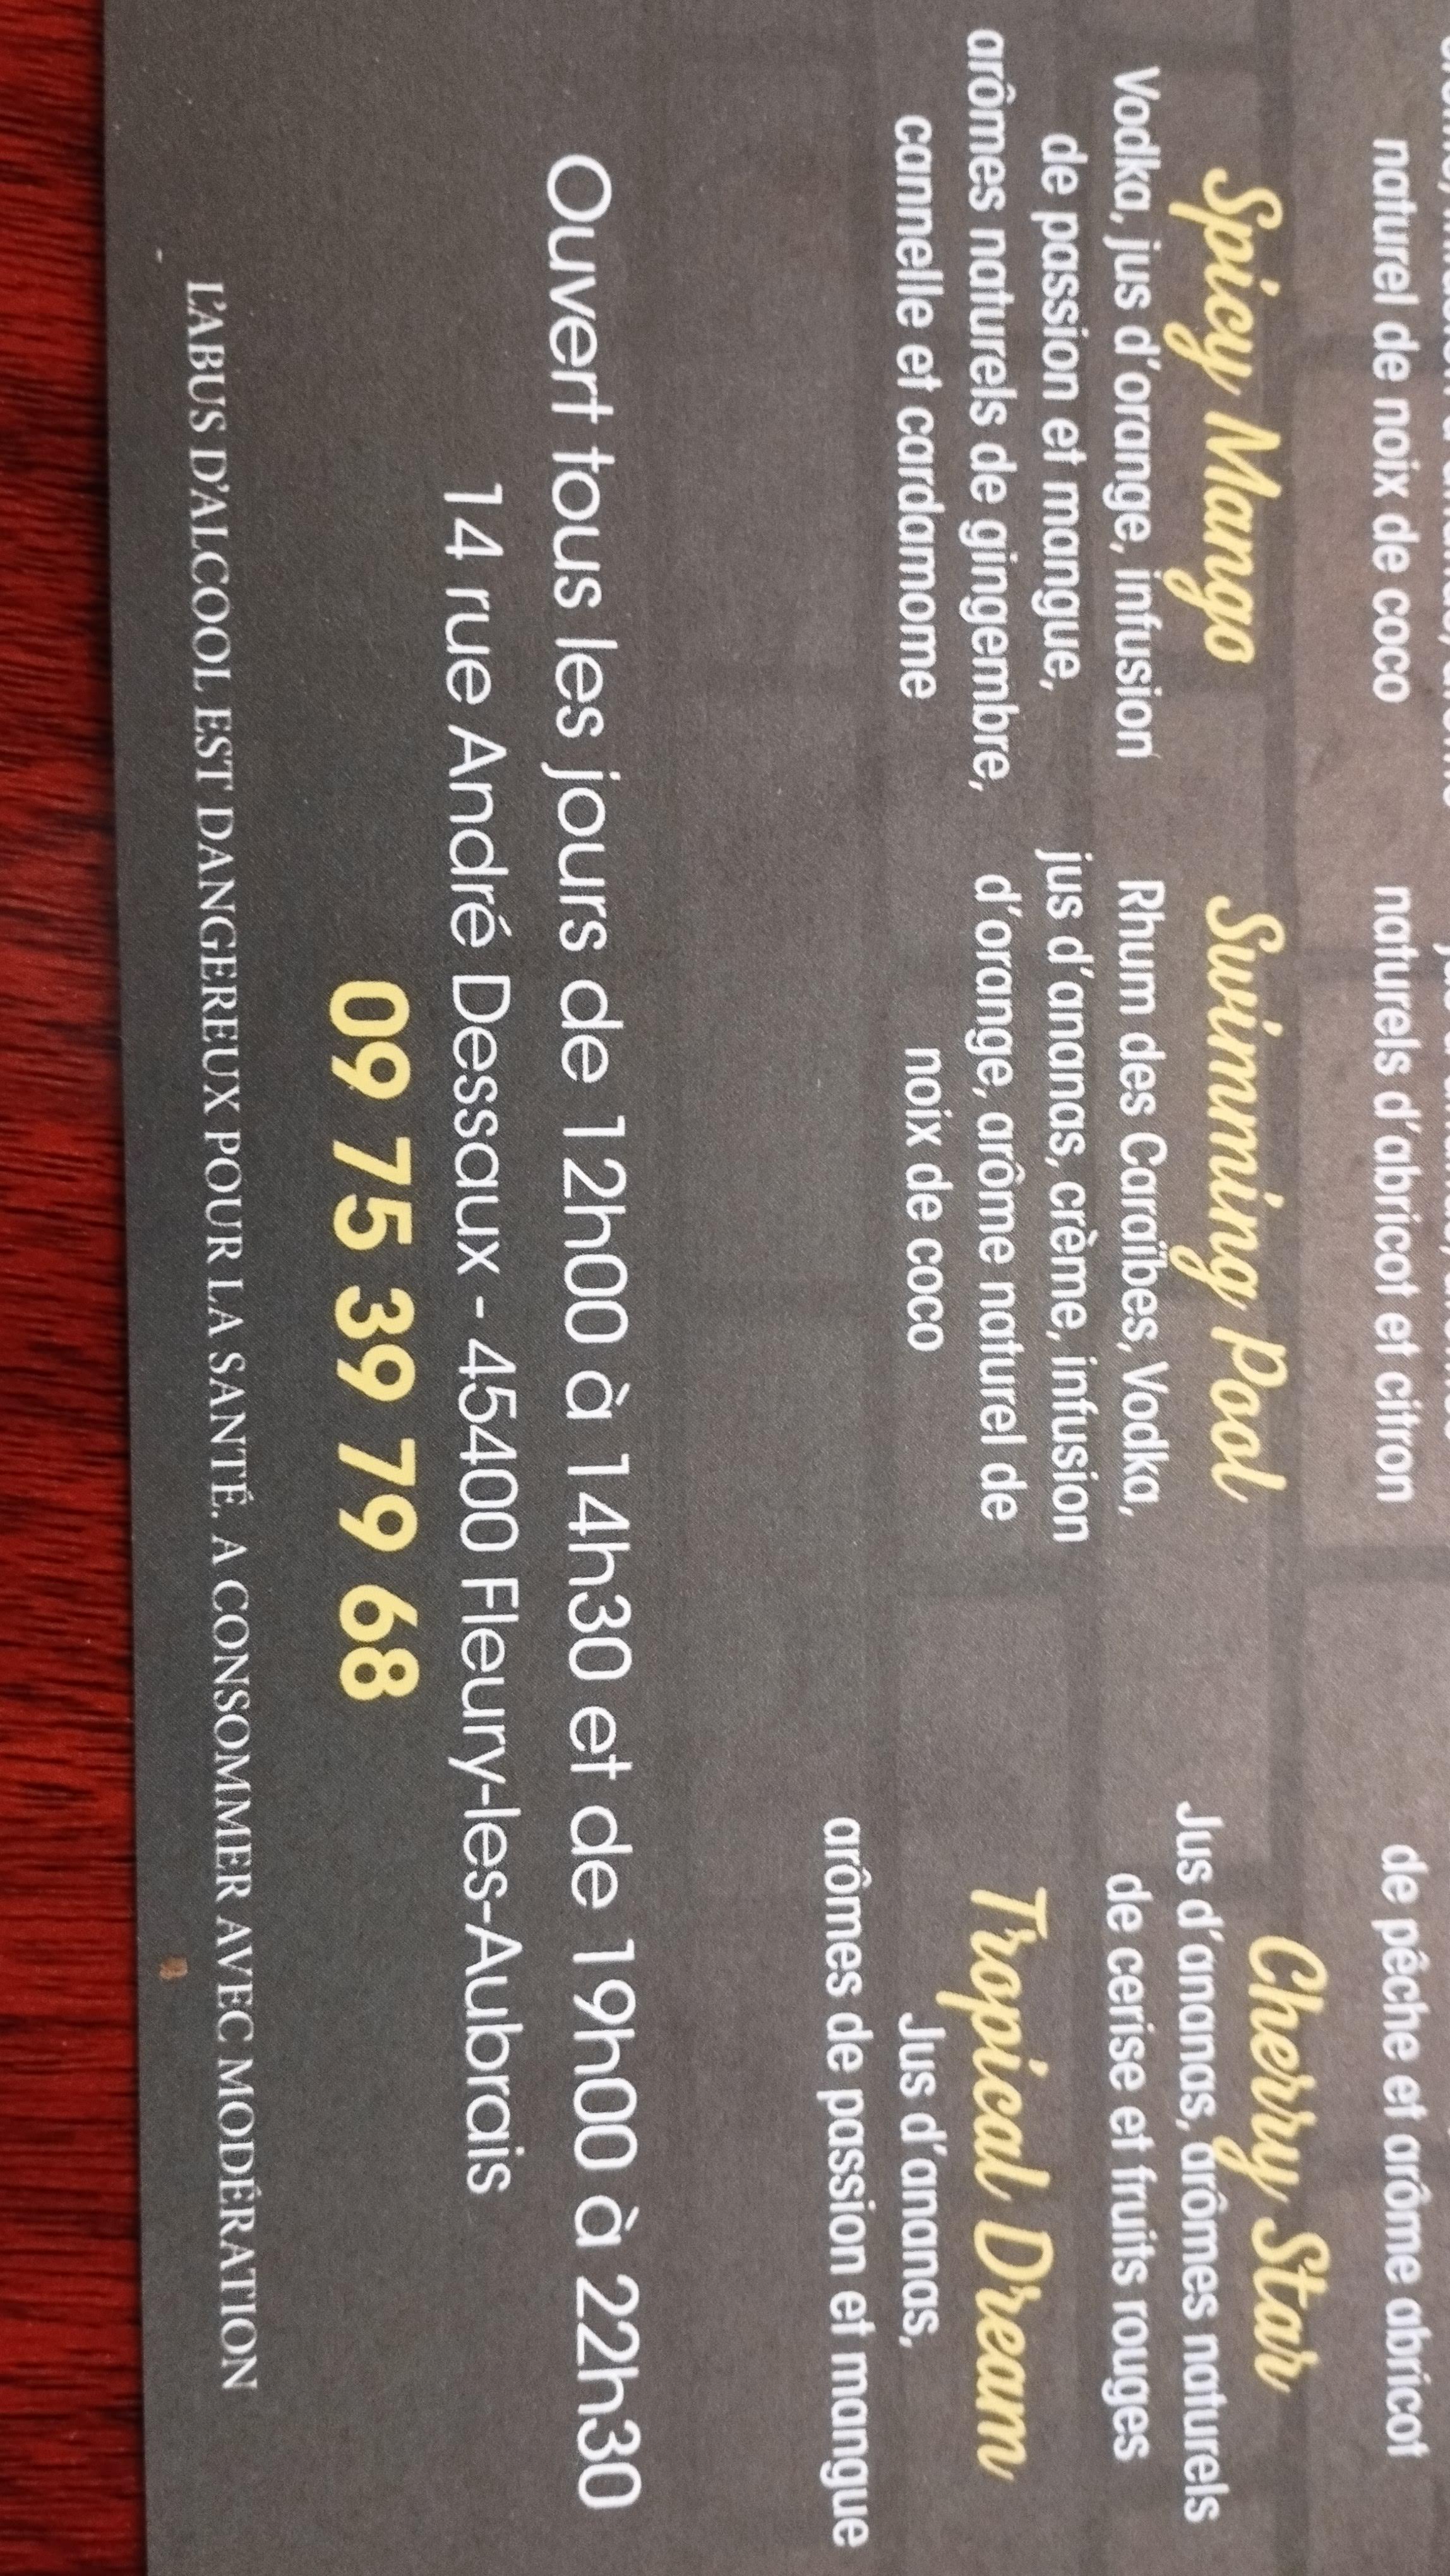 naturel de noix de coco
naturels d'abricot et citron
de pêche et arôme abricot
Spicy Mango
Vodka, jus d'orange, infusion
de passion et mangue,
arômes naturels de gingembre,
cannelle et cardamome
Swimming Pool
Rhum des Caraïbes, Vodka,
jus d'ananas, crème, infusion
d'orange, arôme naturel de
noix de coco
Cherry Star
Jus d'ananas, arômes naturels
de cerise et fruits rouges
Tropical Dream
Jus d'ananas,
arômes de passion et mangue
Ouvert tous les jours de 12h00 à 14h30 et de 19h00 à 22h30
14 rue André Dessaux - 45400 Fleury-les-Aubrais
09 75 39 79 68
L'ABUS D'ALCOOL EST DANGEREUX POUR LA SANTÉ. A CONSOMMER AVEC MODÉRATION